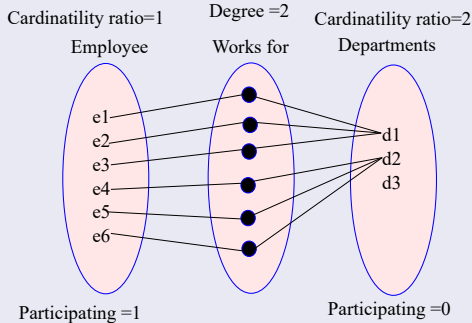 Cardinatility ratio=1
Degree =2
Cardinatility ratio=2
Employee
Works for
Departments
e1
e2
e3
e4
e5
e6
d1
d2
d3
Participating =1
Participating =0